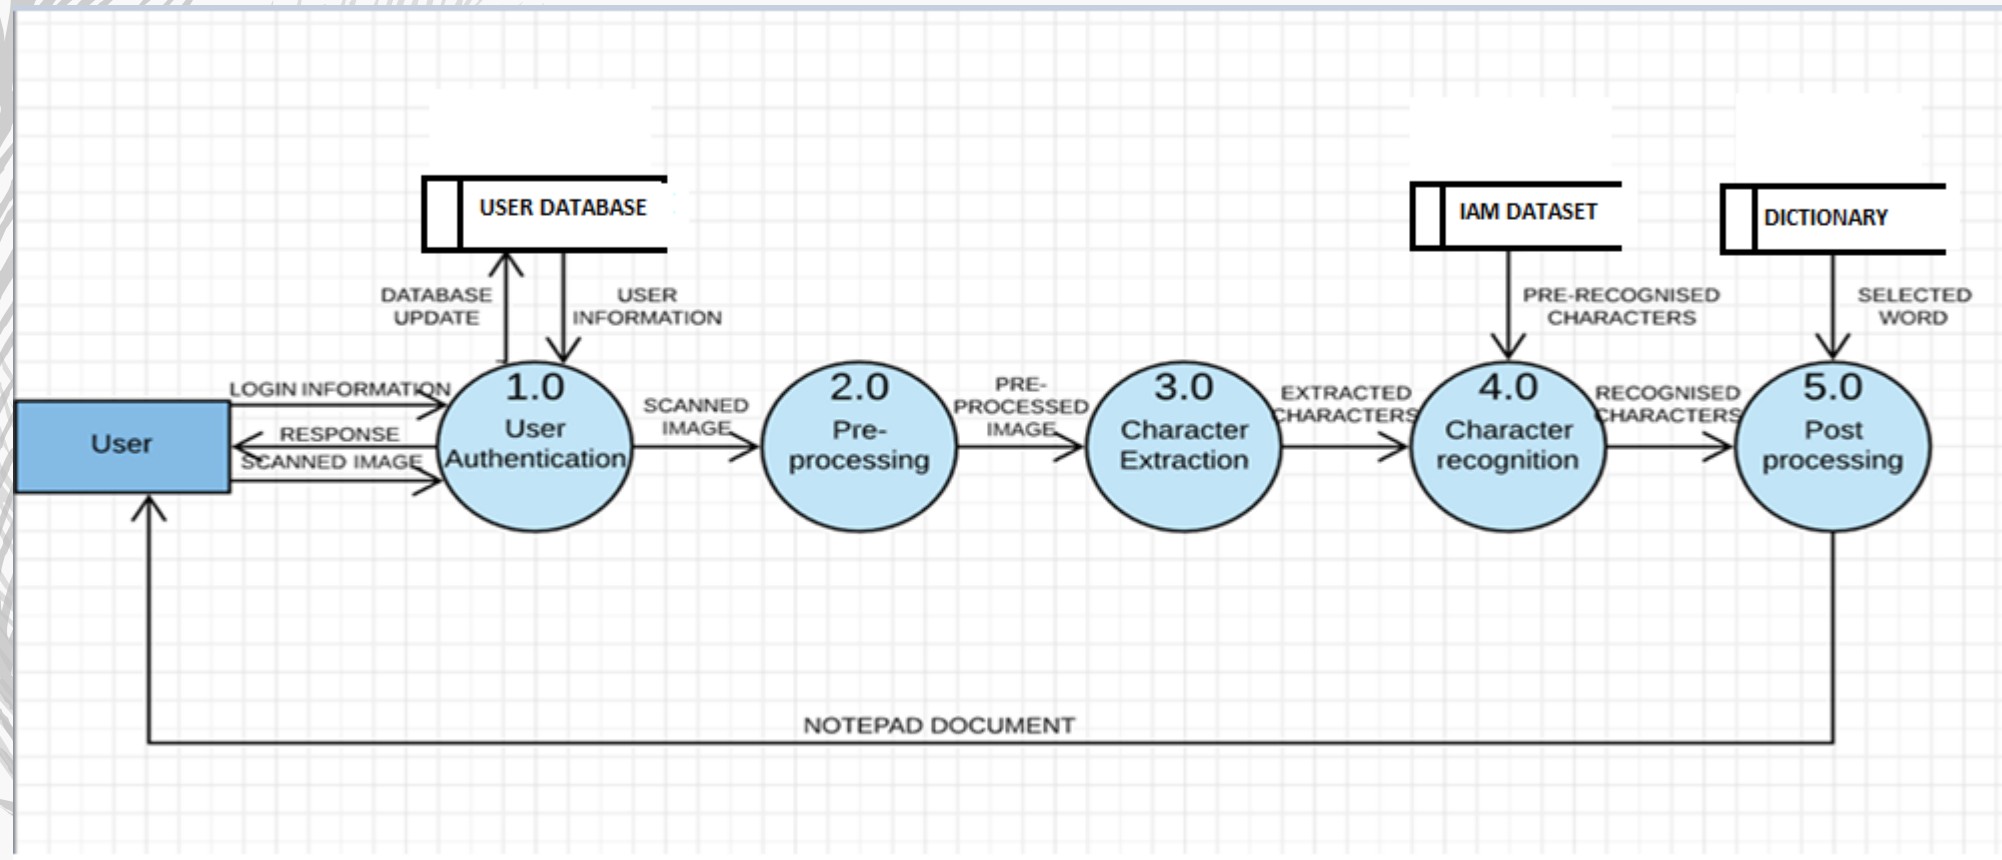 USER DATABASE
IAM DATASET
DICTIONARY
DATABASE
UPDATE
USER
INFORMATION
PRE-RECOGNISED
CHARACTERS
SELECTED
WORD
User
LOGIN INFORMATION
RESPONSE
SCANNED IMAGE
1.0
User
Authentication
SCANNED
IMAGE
2.0
Pre-
processing
PRE-
PROCESSED
IMAGE
3.0
Character
Extraction
EXTRACTED
CHARACTERS
4.0
Character
recognition
RECOGNISED
CHARACTERS
5.0
Post
processing
NOTEPAD DOCUMENT